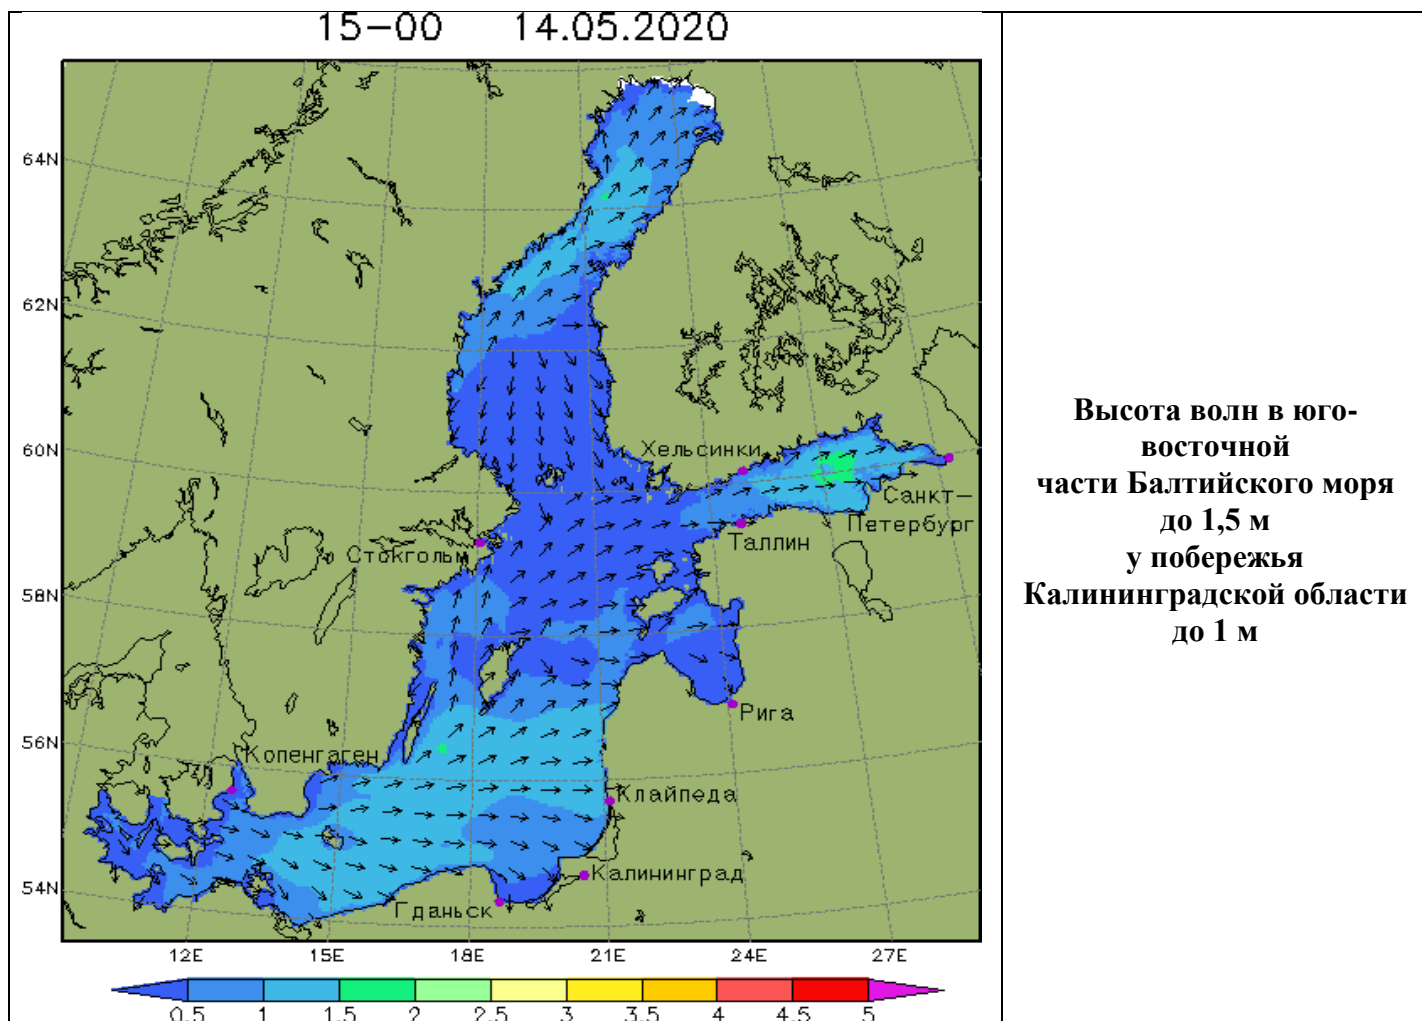 15-00 14.05.2020
64N
62N
60N
58N
56N
54N
Хельсинки
Санкт-
Петербург
Таллин
Стокгольм
Рига
Копенгаген
Клайпеда
Калининград
Гданьск
12E 15E 18E 21E 24E 27E
0.5 1 1.5 2 2.5 3 3.5 4 4.5 5
Высота волн в юго-
восточной
части Балтийского моря
до 1,5 м
у побережья
Калининградской области
до 1 м